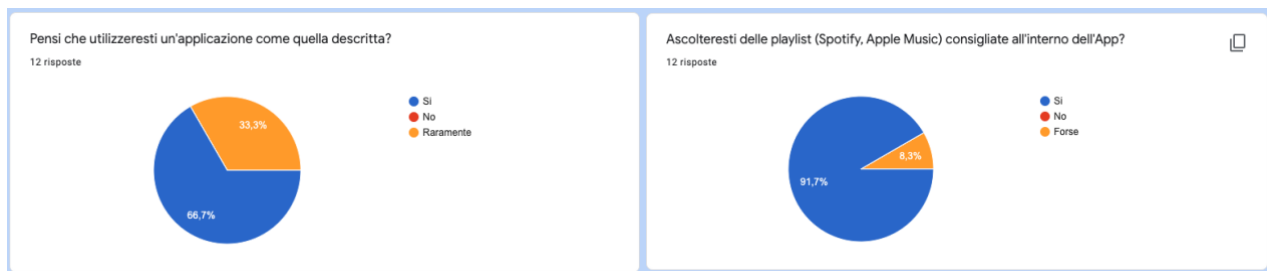 Pensi che utilizzeresti un'applicazione come quella descritta?
12 risposte
Si
No
Raramente
33,3%
66,7%
Ascolteresti delle playlist (Spotify, Apple Music) consigliate all'interno dell'App?
12 risposte
Si
No
Forse
8,3%
91,7%